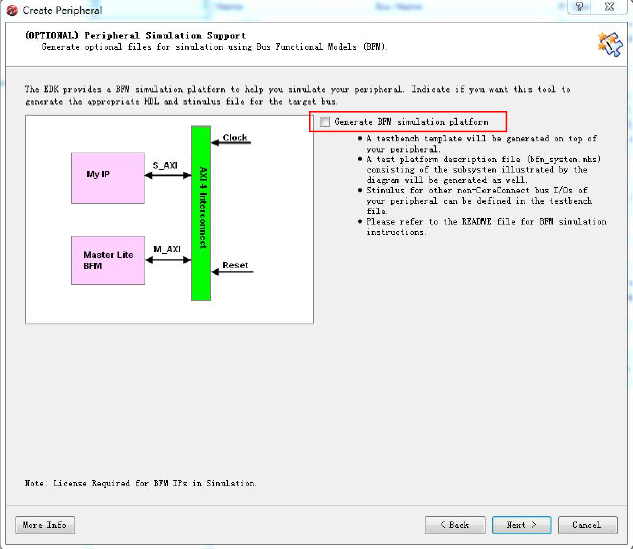 Create Peripheral
(OPTIONAL) Peripheral Simulation Support
Generate optional files for simulation using Bus Functional Models (BFM).
The EDK provides a BFM simulation platform to help you simulate your peripheral. Indicate if you want this tool to
generate the appropriate HDL and stimulus file for the target bus.
Generate BFM simulation platform
• A testbench template will be generated on top of
your peripheral.
• A test platform description file (bfm_system.mhs)
consisting of the subsystem illustrated by the
diagram will be generated as well.
• Stimulus for other non-CoreConnect bus I/Os of
your peripheral can be defined in the testbench
file.
• Please refer to the README file for BFM simulation
instructions.
Clock
My IP
S_AXI
AXI 4 Interconnect
Master Lite
BFM
M_AXI
Reset
Note: License Required for BFM IPs in Simulation.
More Info
< Back
Next >
Cancel